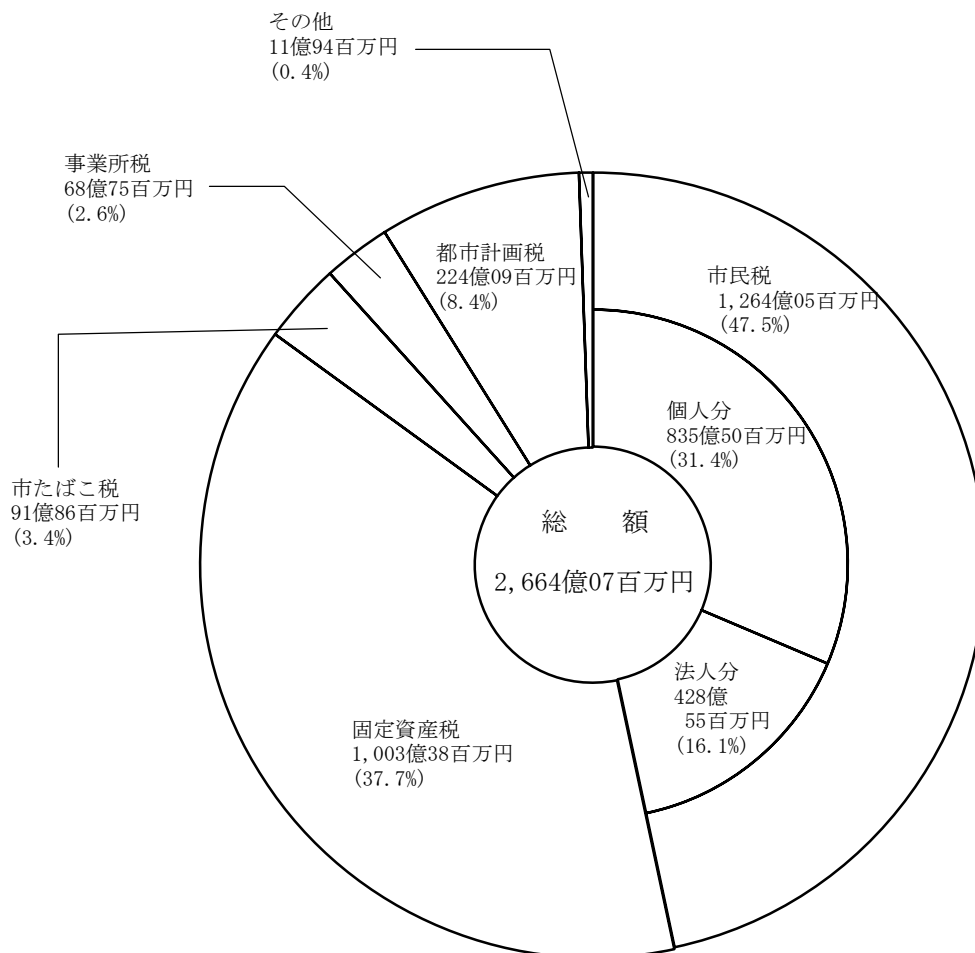 その他
11億94百万円
(0.4%)
事業所税
68億75百万円
(2.6%)
都市計画税
224億09百万円
(8.4%)
市民税
1,264億05百万円
(47.5%)
個人分
835億50百万円
(31.4%)
市たばこ税
91億86百万円
(3.4%)
総 額
2,664億07百万円
法人分
428億
55百万円
(16.1%)
固定資産税
1,003億38百万円
(37.7%)